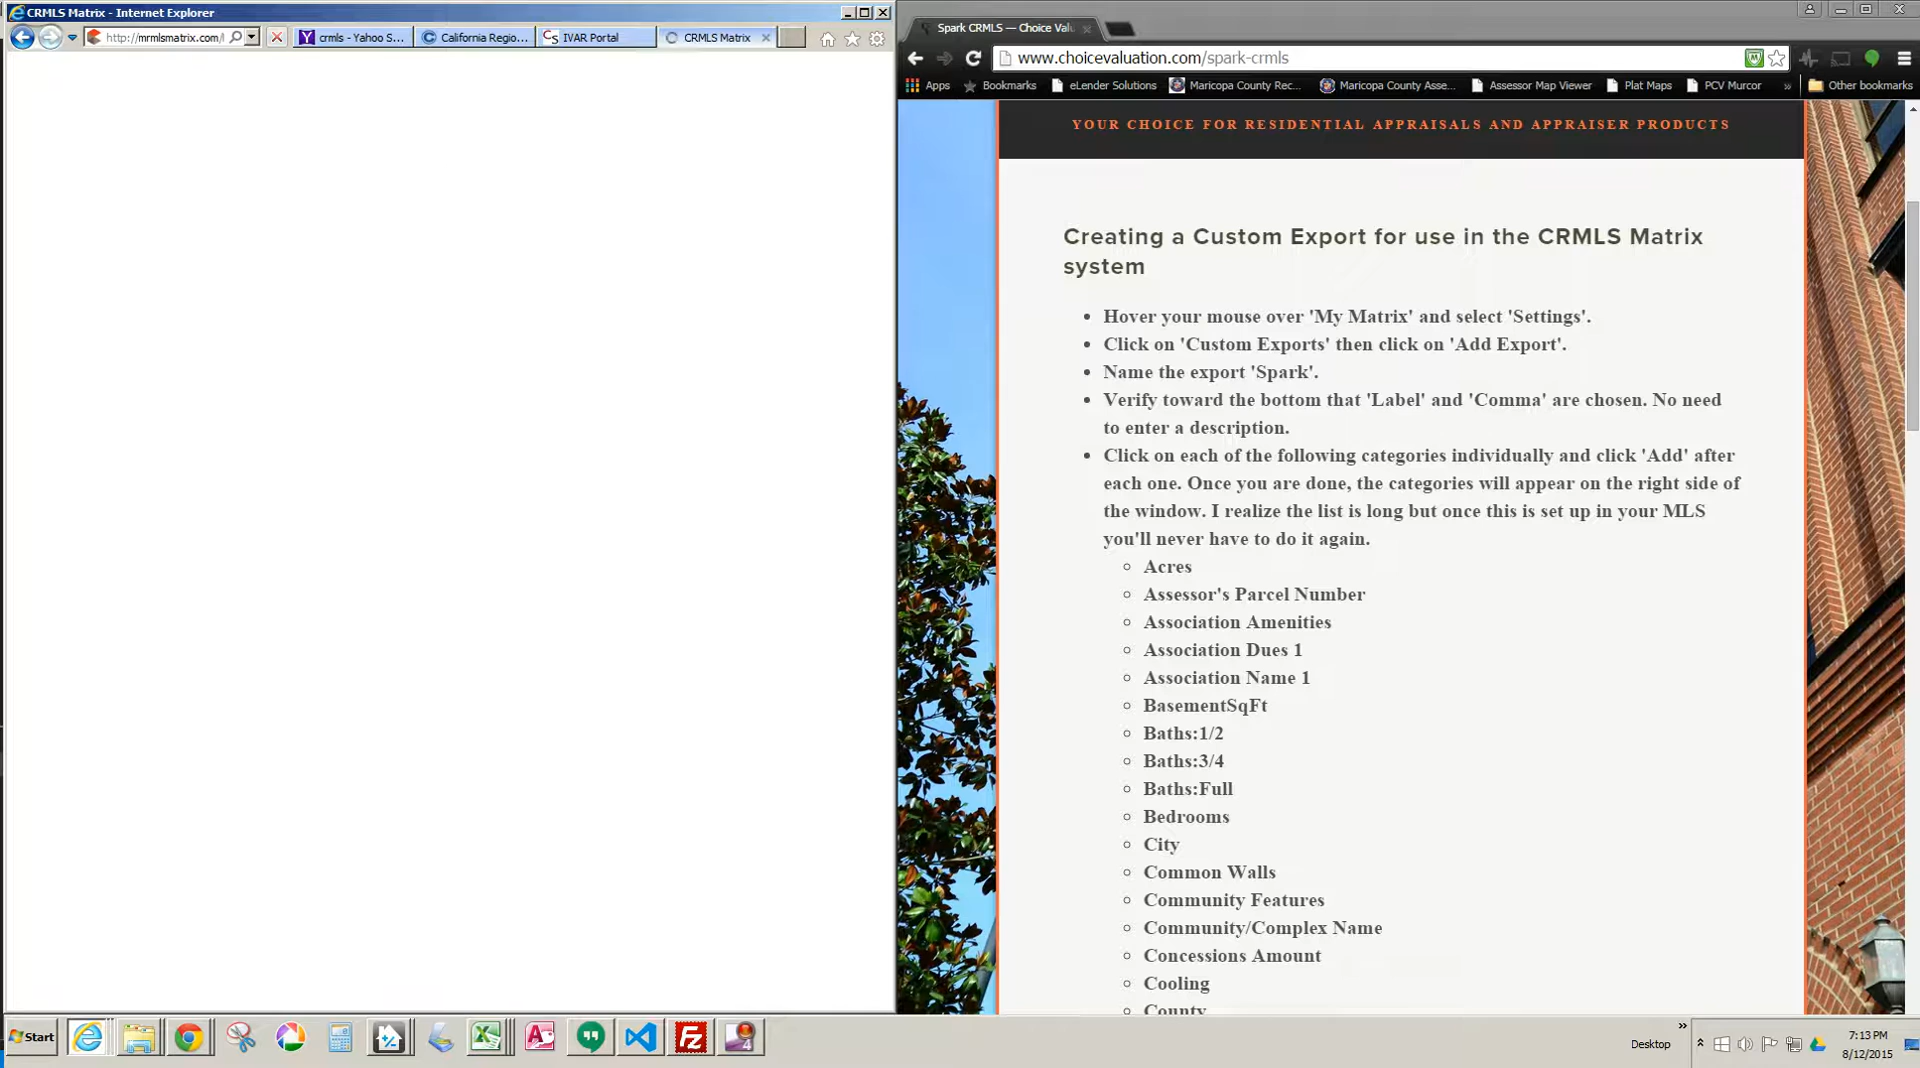 CRMLS Matrix - Internet Explorer
http://mrmlsmatrix.com/
crmls - Yahoo S...
California Regio...
IVAR Portal
CRMLS Matrix
Spark CRMLS — Choice Valu
www.choicevaluation.com/spark-crmls
Apps
Bookmarks
eLender Solutions
Maricopa County Rec...
Maricopa County Asse...
Assessor Map Viewer
Plat Maps
PCV Murcor
»
Other bookmarks
YOUR CHOICE FOR RESIDENTIAL APPRAISALS AND APPRAISER PRODUCTS
Creating a Custom Export for use in the CRMLS Matrix
system
• Hover your mouse over 'My Matrix' and select 'Settings'.
• Click on 'Custom Exports' then click on 'Add Export'.
• Name the export 'Spark'.
• Verify toward the bottom that 'Label' and 'Comma' are chosen. No need
to enter a description.
• Click on each of the following categories individually and click 'Add' after
each one. Once you are done, the categories will appear on the right side of
the window. I realize the list is long but once this is set up in your MLS
you'll never have to do it again.
◦ Acres
◦ Assessor's Parcel Number
◦ Association Amenities
◦ Association Dues 1
◦ Association Name 1
◦ BasementSqFt
◦ Baths:1/2
◦ Baths:3/4
◦ Baths:Full
◦ Bedrooms
◦ City
◦ Common Walls
◦ Community Features
◦ Community/Complex Name
◦ Concessions Amount
◦ Cooling
◦ County
Start
Desktop
»
7:13 PM
8/12/2015